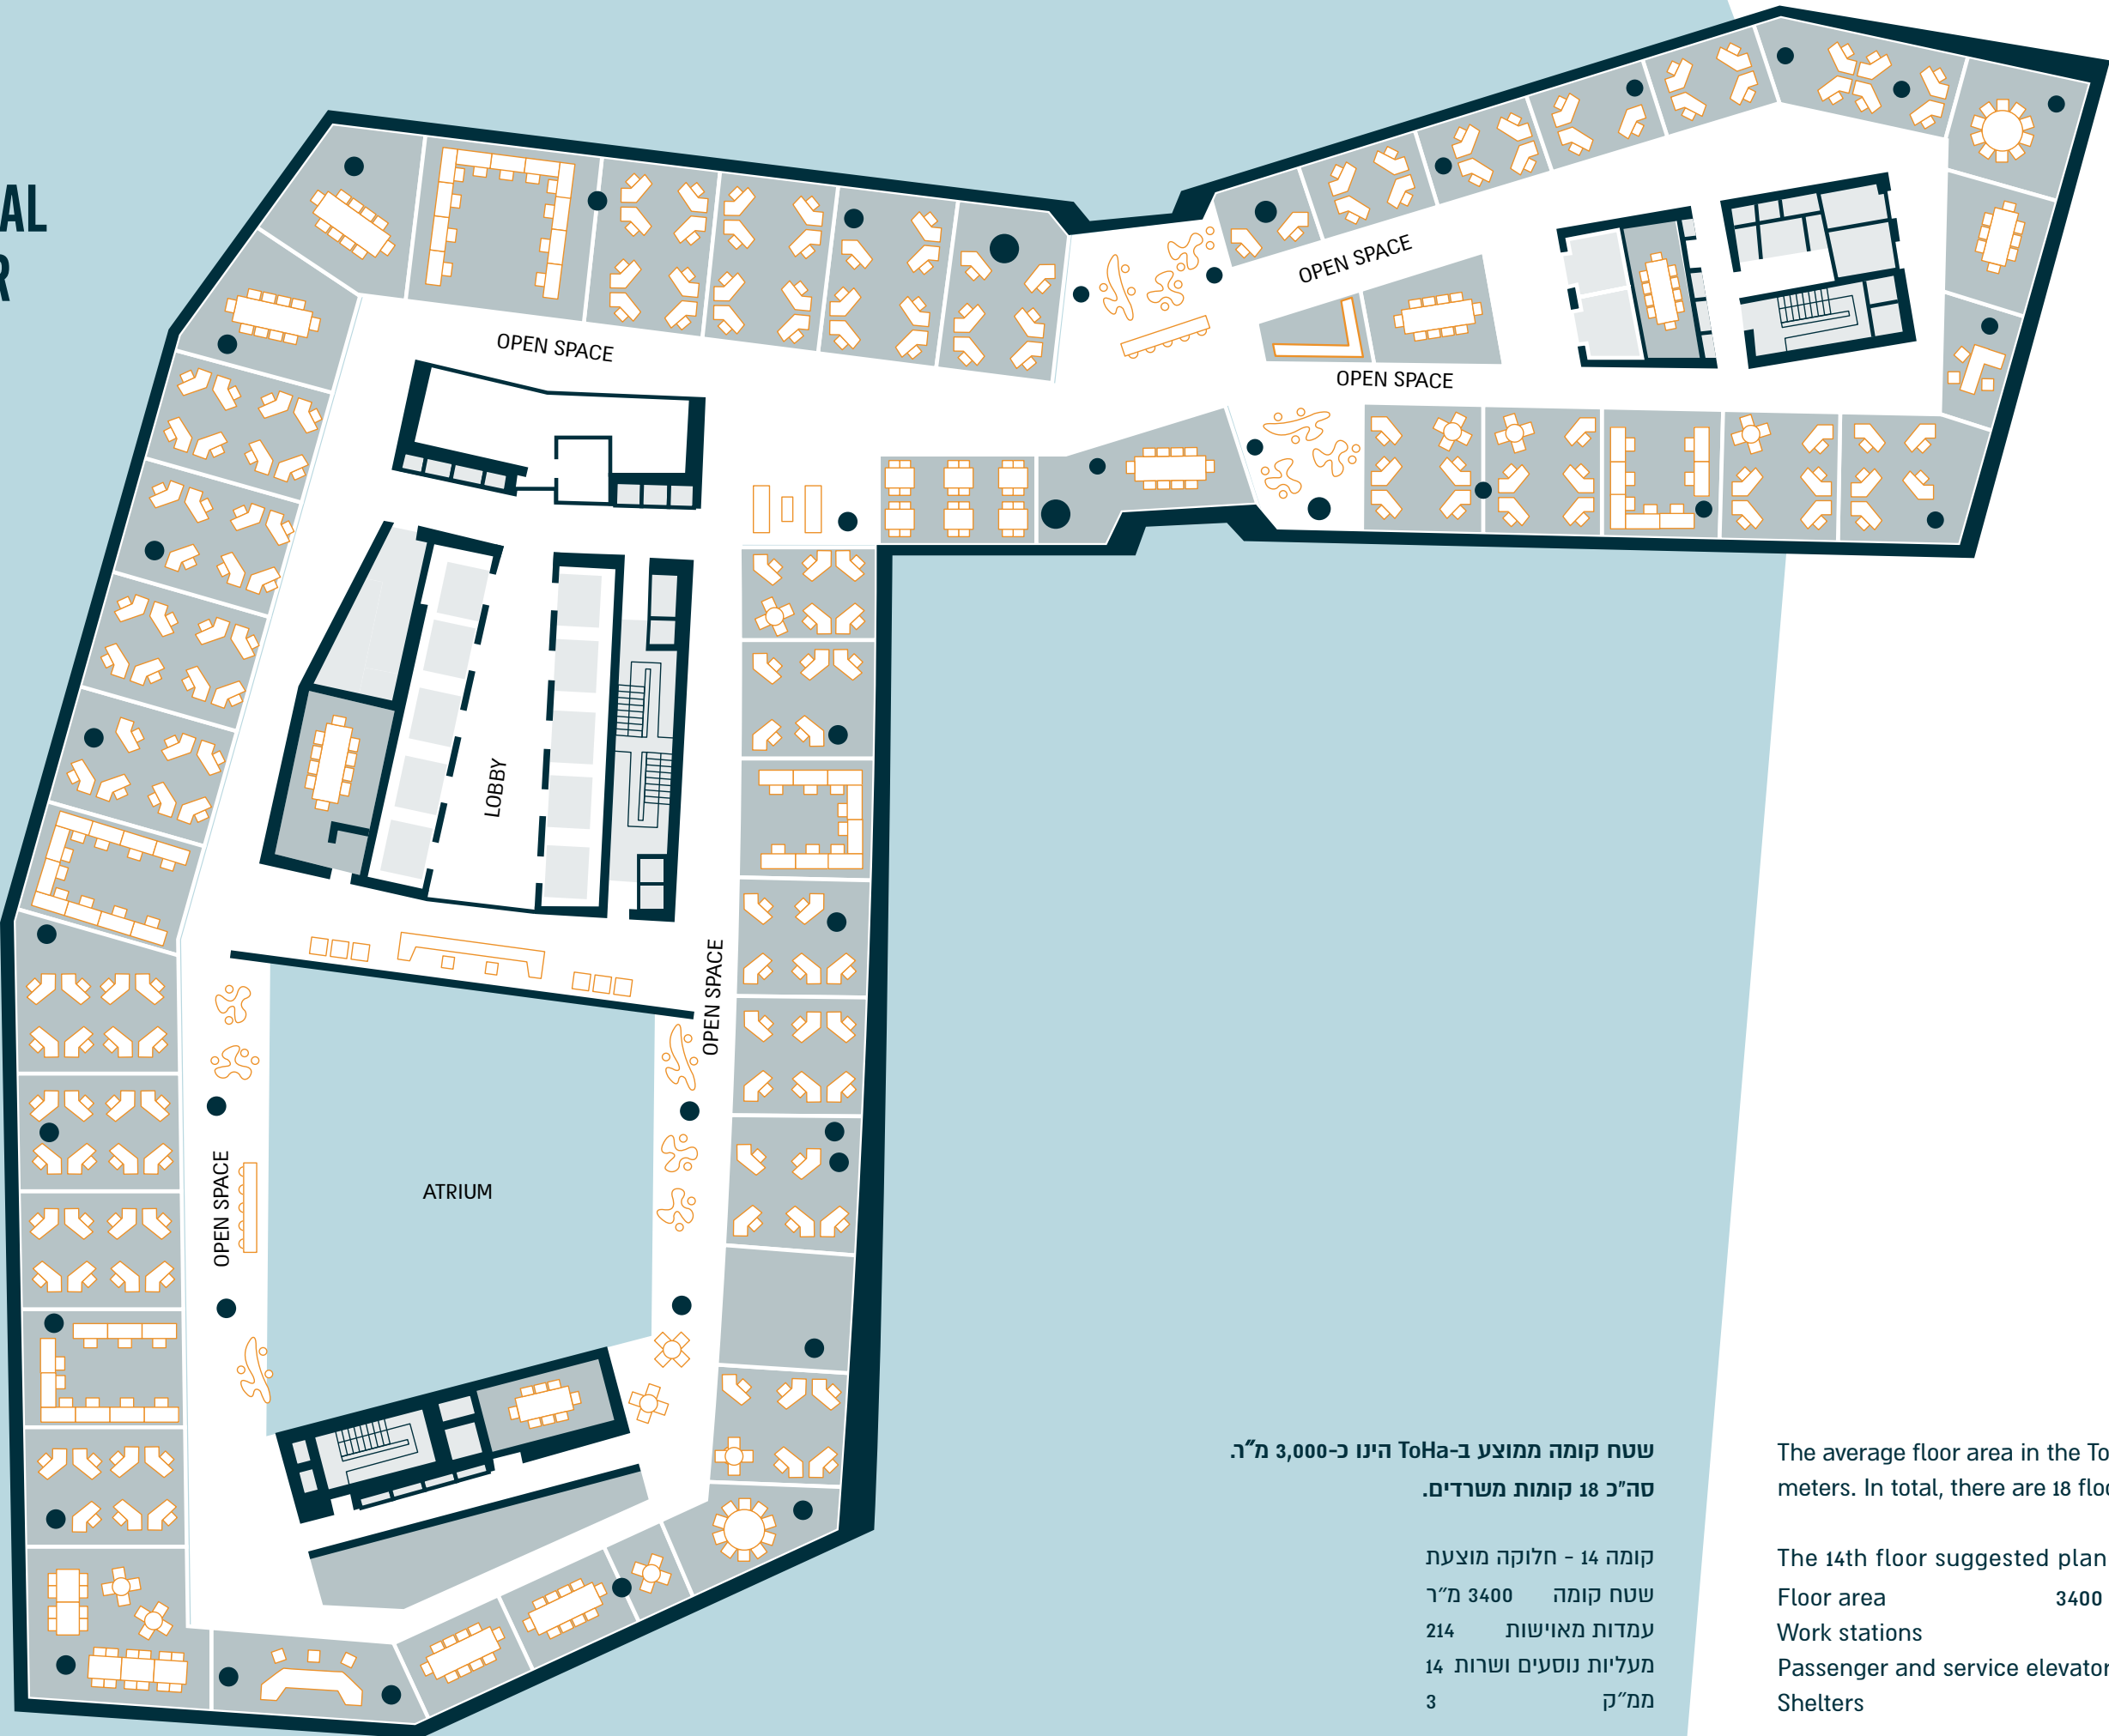 AL
R
OPEN SPACE
OPEN SPACE
OPEN SPACE
LOBBY
OPEN SPACE
OPEN SPACE
ATRIUM
שטח קומה ממוצע ב-ToHa הינו כ-3,000 מ״ר.
סה"כ 18 קומות משרדים.
קומה 14 - חלוקה מוצעת
שטח קומה 3400 מ״ר
עמדות מאוישות 214
מעליות נוסעים ושרות 14
ממ״ק 3
The average floor area in the To
meters. In total, there are 18 floo
The 14th floor suggested plan
Floor area 3400
Work stations
Passenger and service elevator
Shelters